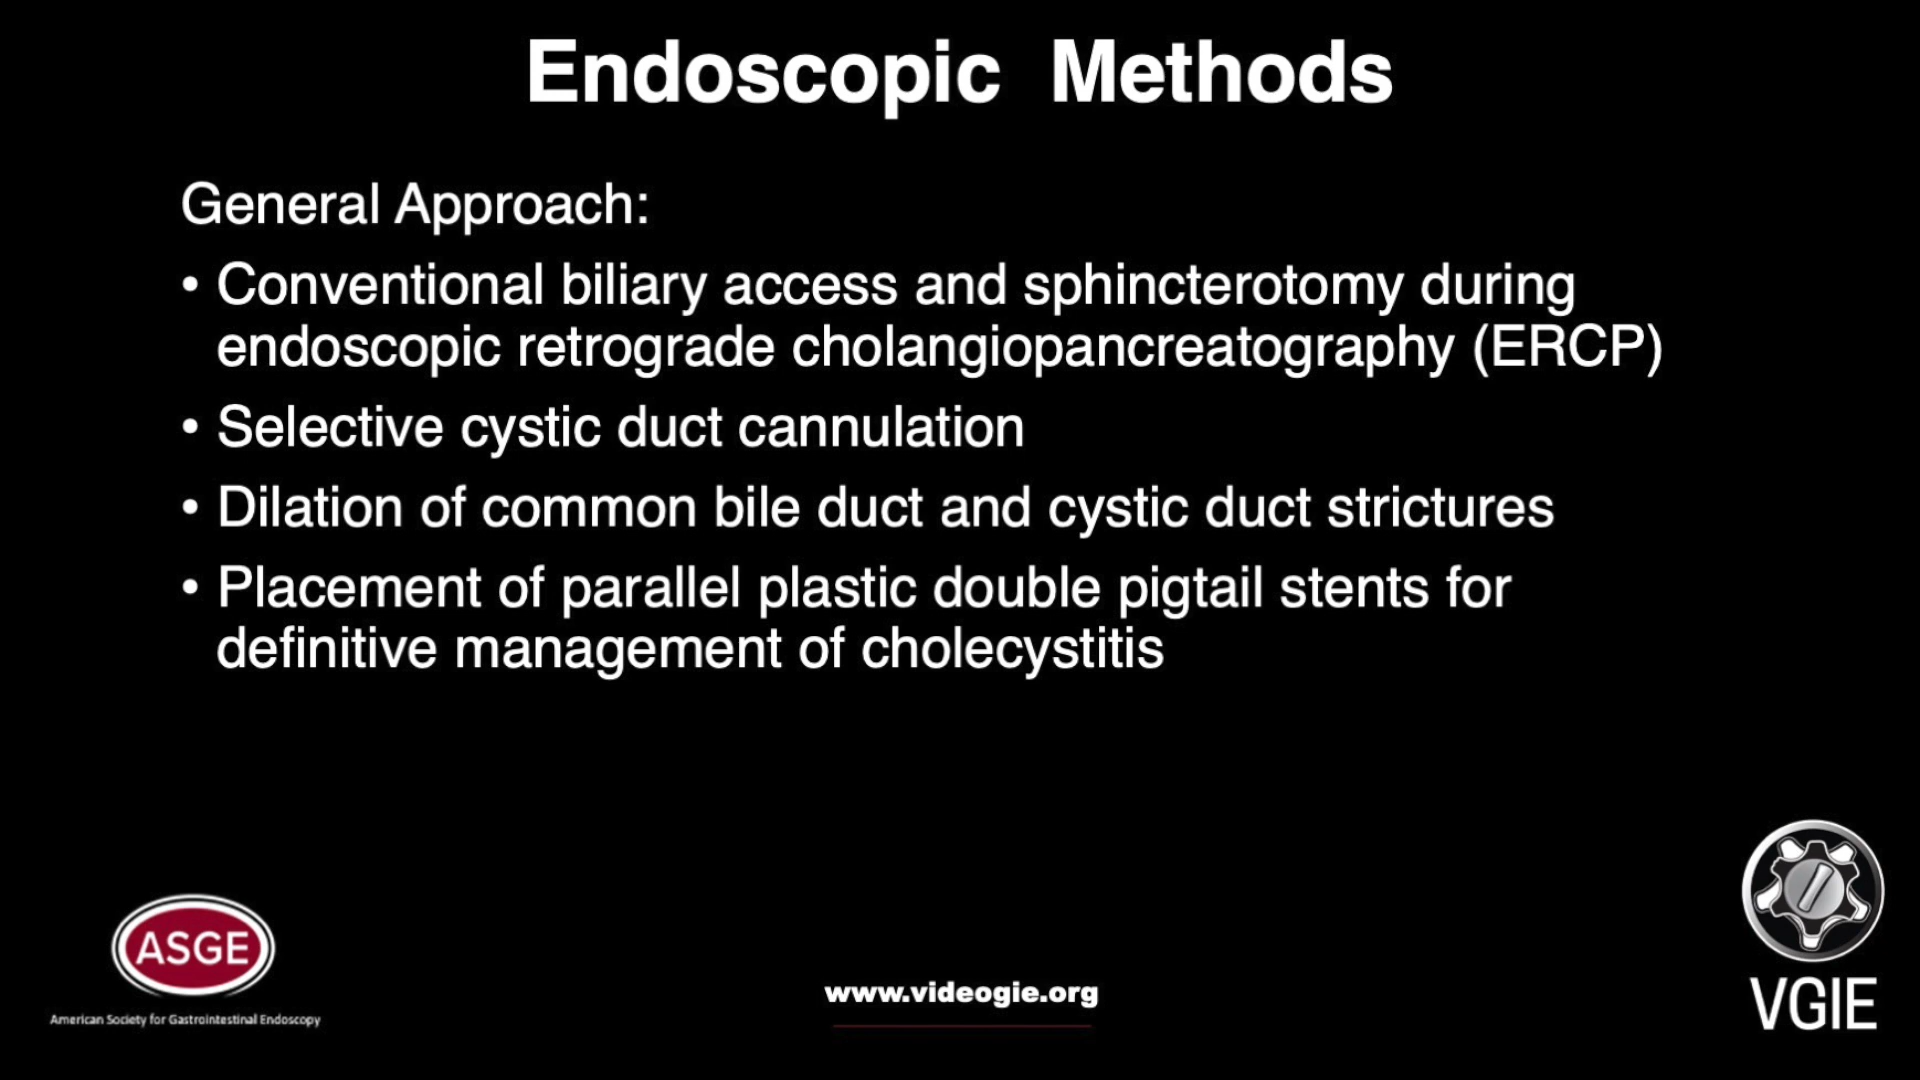 Endoscopic Methods
General Approach:
• Conventional biliary access and sphincterotomy during
endoscopic retrograde cholangiopancreatography (ERCP)
• Selective cystic duct cannulation
• Dilation of common bile duct and cystic duct strictures
• Placement of parallel plastic double pigtail stents for
definitive management of cholecystitis
ASGE
American Society for Gastrointestinal Endoscopy
www.videogie.org
VGIE